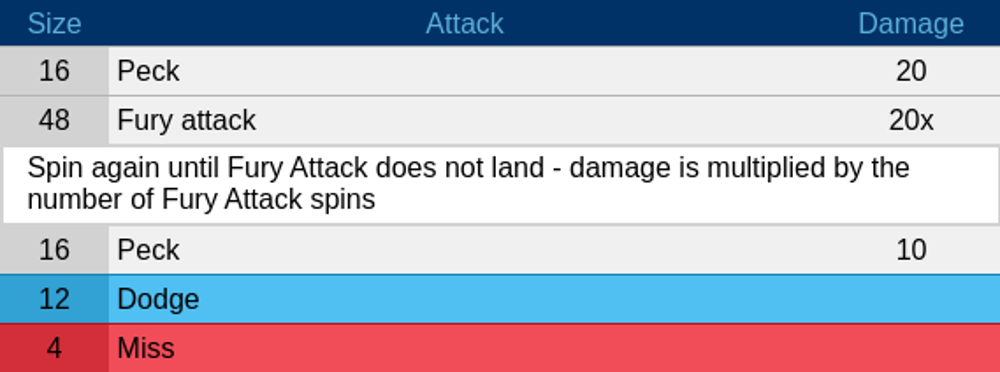 Size Attack Damage
16 Peck 20
48 Fury attack 20x
Spin again until Fury Attack does not land - damage is multiplied by the
number of Fury Attack spins
16 Peck 10
12 Dodge
4 Miss